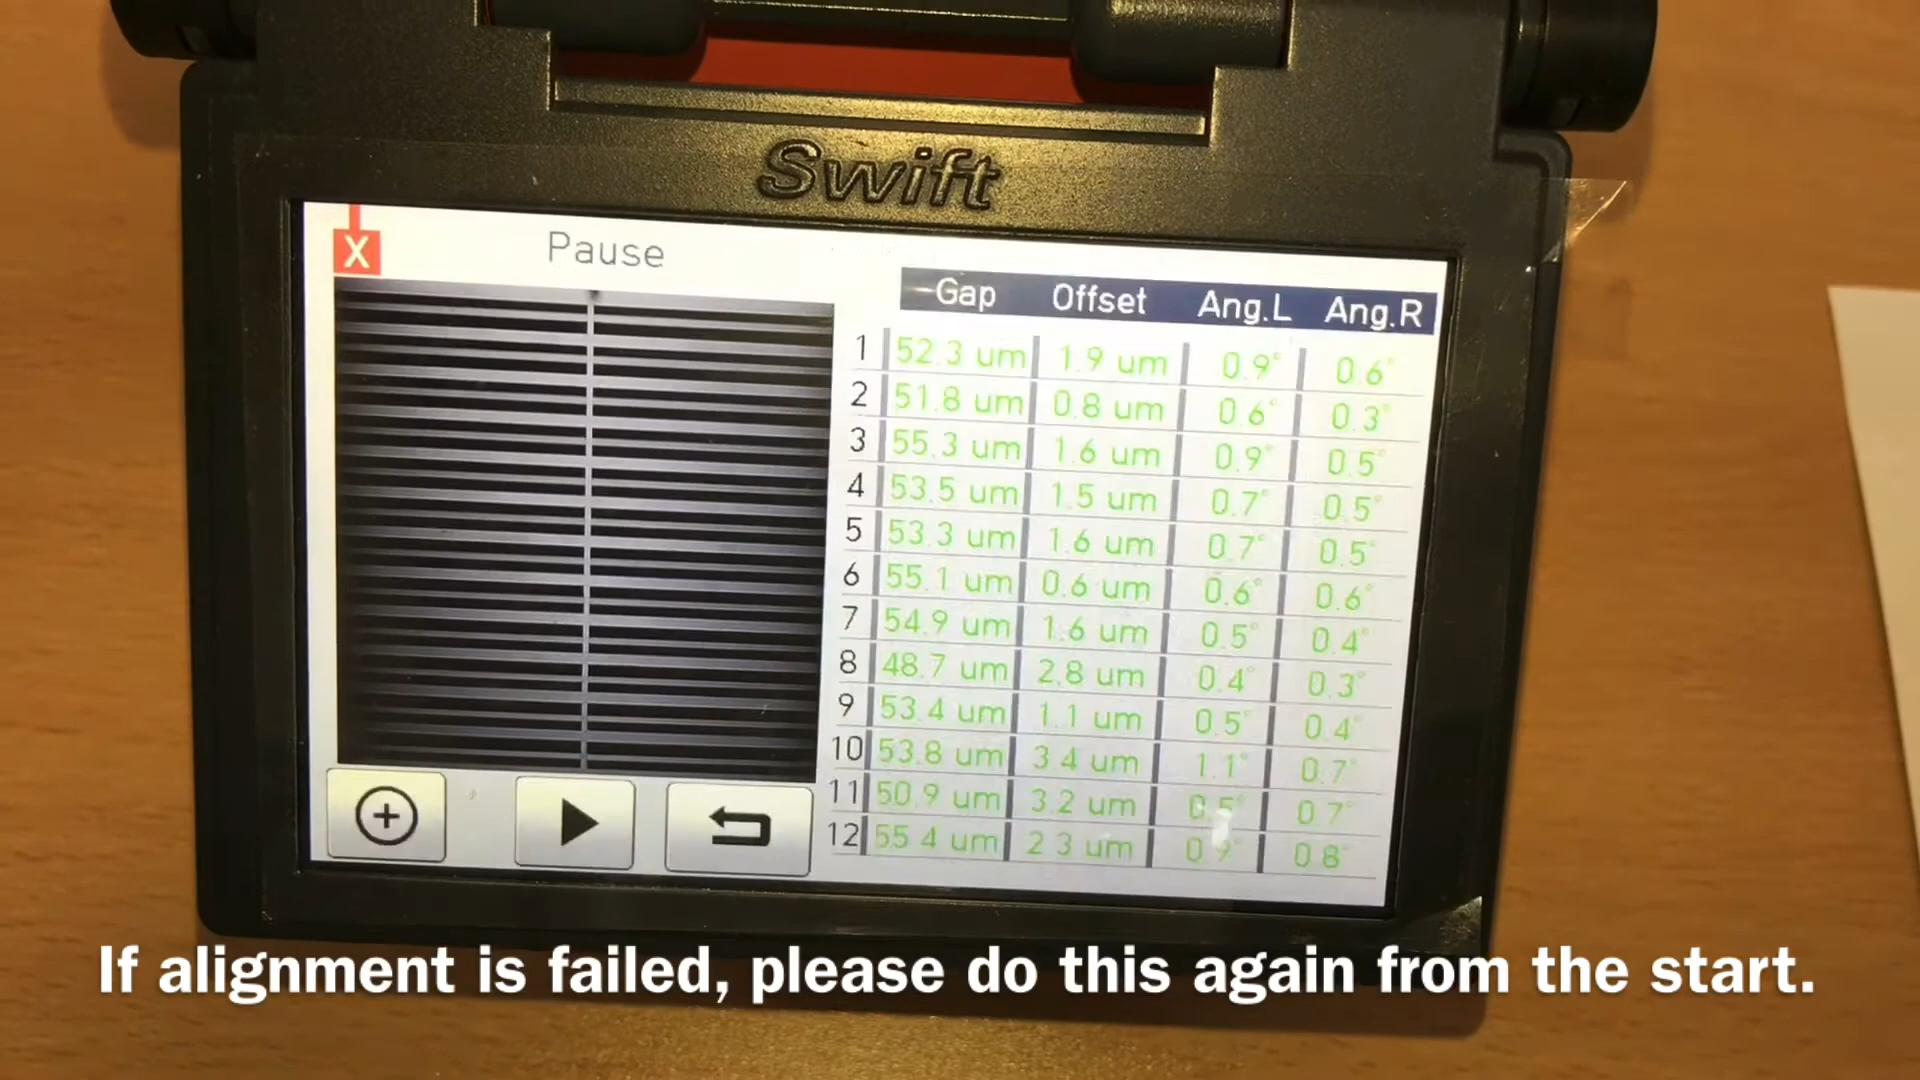 Swift
X Pause
Gap Offset Ang.L Ang.R
1 52.3 um 1.9 um 0.9° 0.6°
2 51.8 um 0.8 um 0.6° 0.3°
3 55.3 um 1.6 um 0.9° 0.5°
4 53.5 um 1.5 um 0.7° 0.5°
5 53.3 um 1.6 um 0.7° 0.5°
6 55.1 um 0.6 um 0.6° 0.6°
7 54.9 um 1.6 um 0.5° 0.4°
8 48.7 um 2.8 um 0.4° 0.3°
9 53.4 um 1.1 um 0.5° 0.4°
10 53.8 um 3.4 um 1.1° 0.7°
11 50.9 um 3.2 um 0.5° 0.7°
12 55.4 um 2.3 um 0.9° 0.8°
If alignment is failed, please do this again from the start.